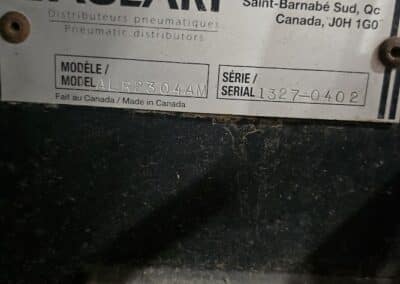 Distributeurs pneumatiques
Pneumatic distributors
Saint-Barnabé Sud, Qc
Canada, J0H 1G0
MODÈLE /
MODEL
SÉRIE /
SERIAL 1327-0402
Fait au Canada / Made in Canada